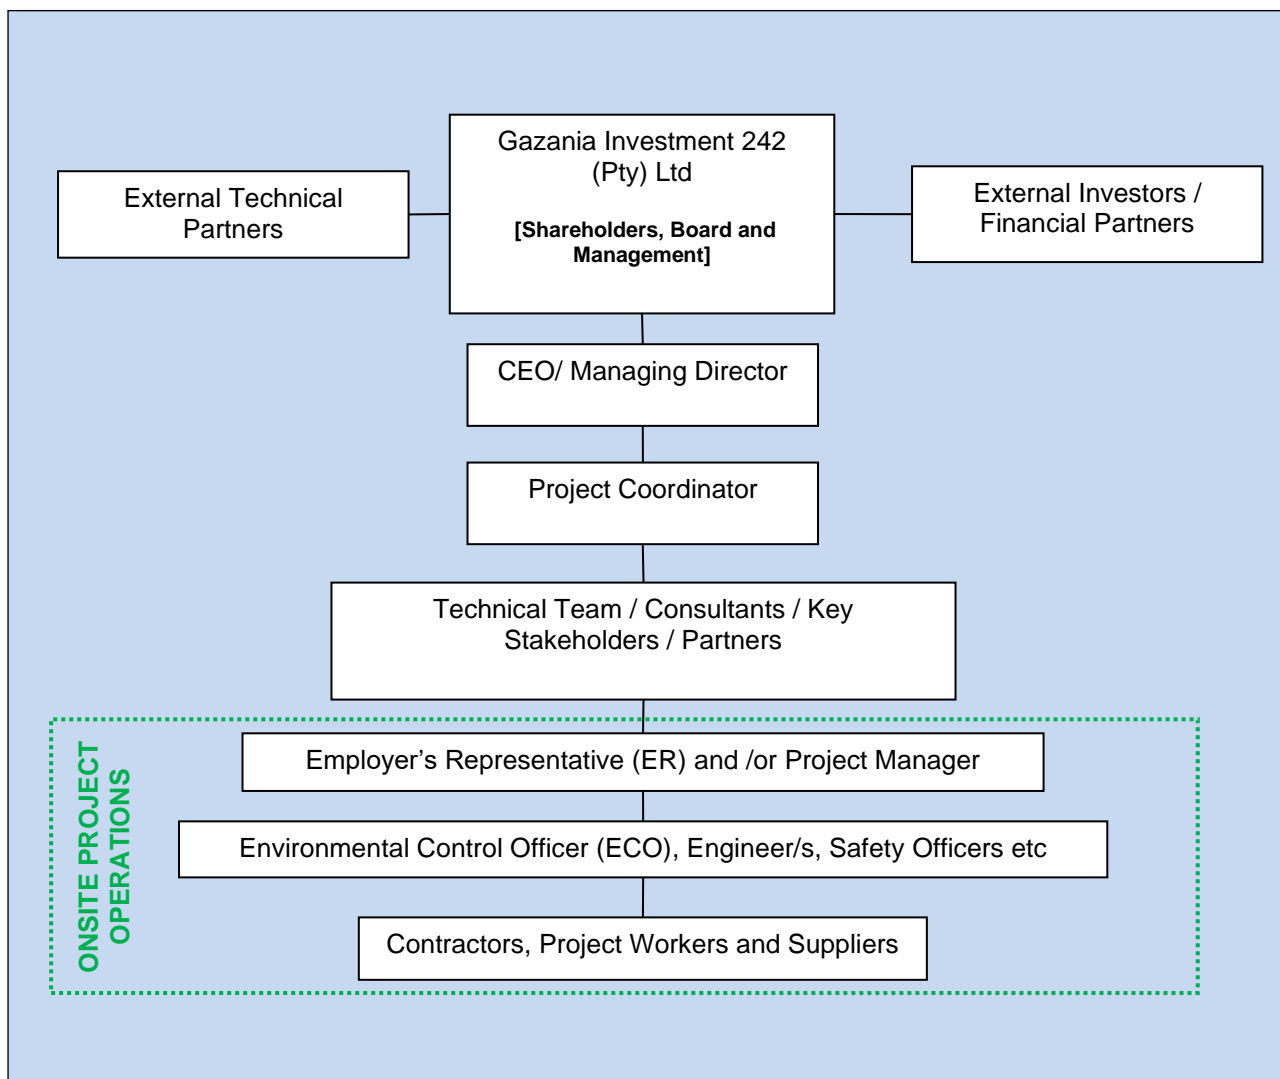 Gazania Investment 242
(Pty) Ltd
[Shareholders, Board and
Management]
External Technical
Partners
External Investors /
Financial Partners
CEO/ Managing Director
Project Coordinator
Technical Team / Consultants / Key
Stakeholders / Partners
ONSITE PROJECT
OPERATIONS
Employer’s Representative (ER) and /or Project Manager
Environmental Control Officer (ECO), Engineer/s, Safety Officers etc
Contractors, Project Workers and Suppliers